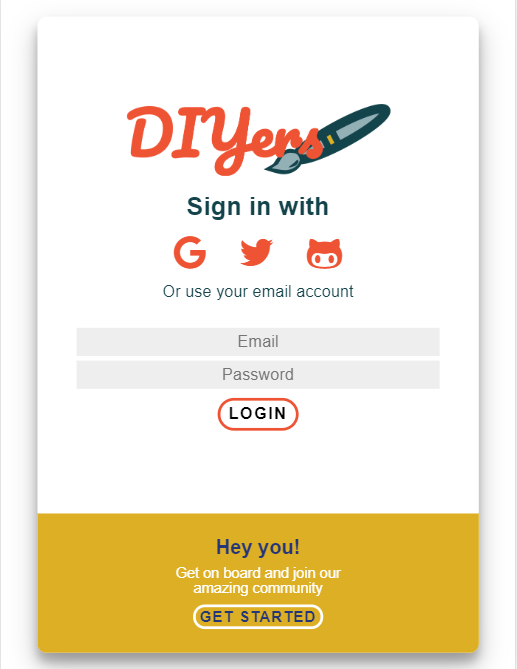 DIYers
Sign in with
Or use your email account
Email
Password
LOGIN
Hey you!
Get on board and join our
amazing community
GET STARTED